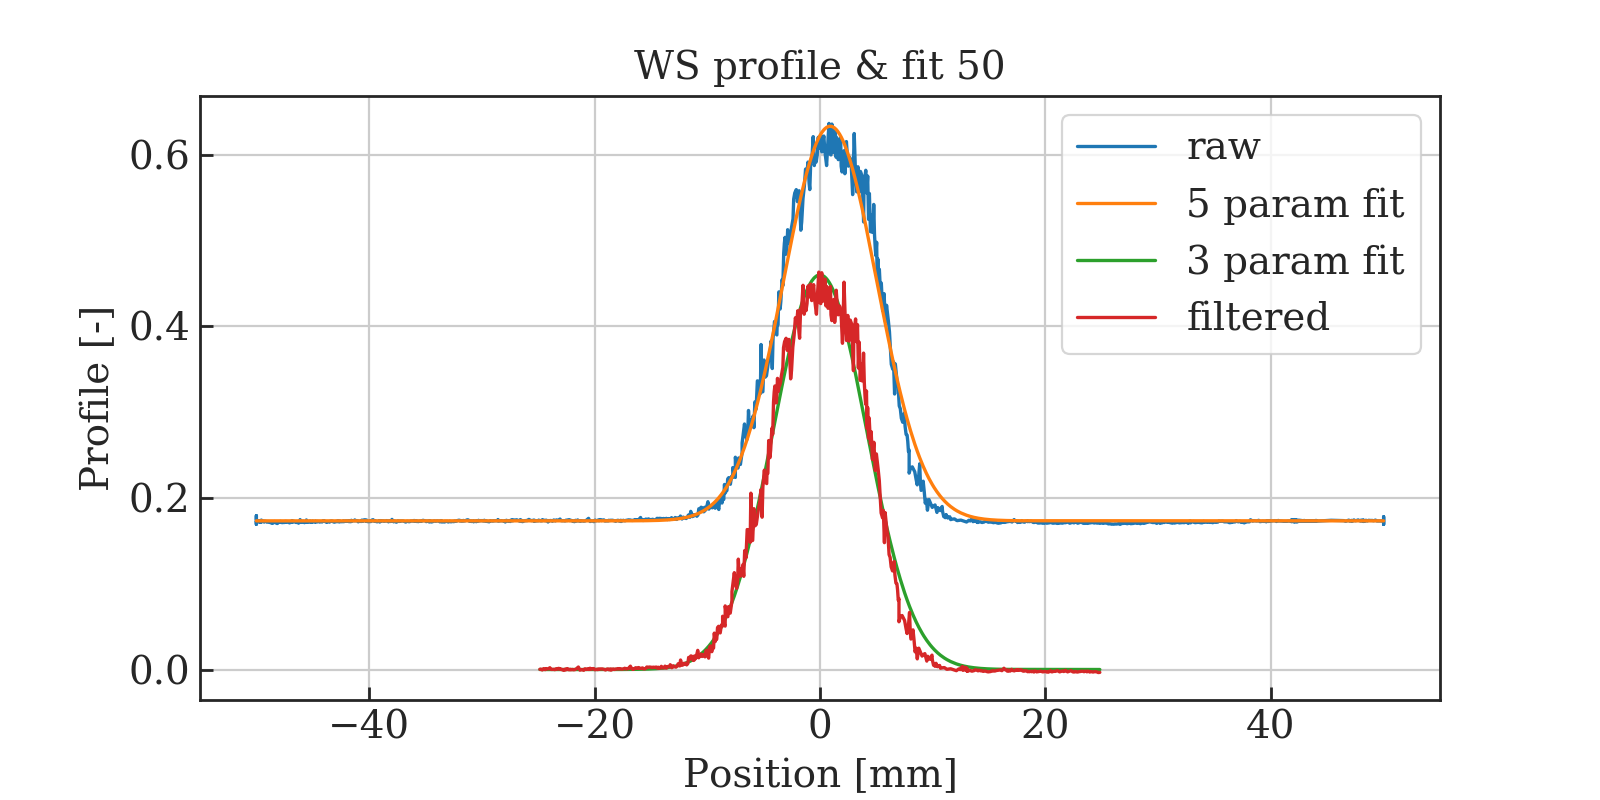 WS profile & fit 50
Profile [-]
0.6
0.4
0.2
0.0
raw
5 param fit
3 param fit
filtered
−40 −20 0 20 40
Position [mm]